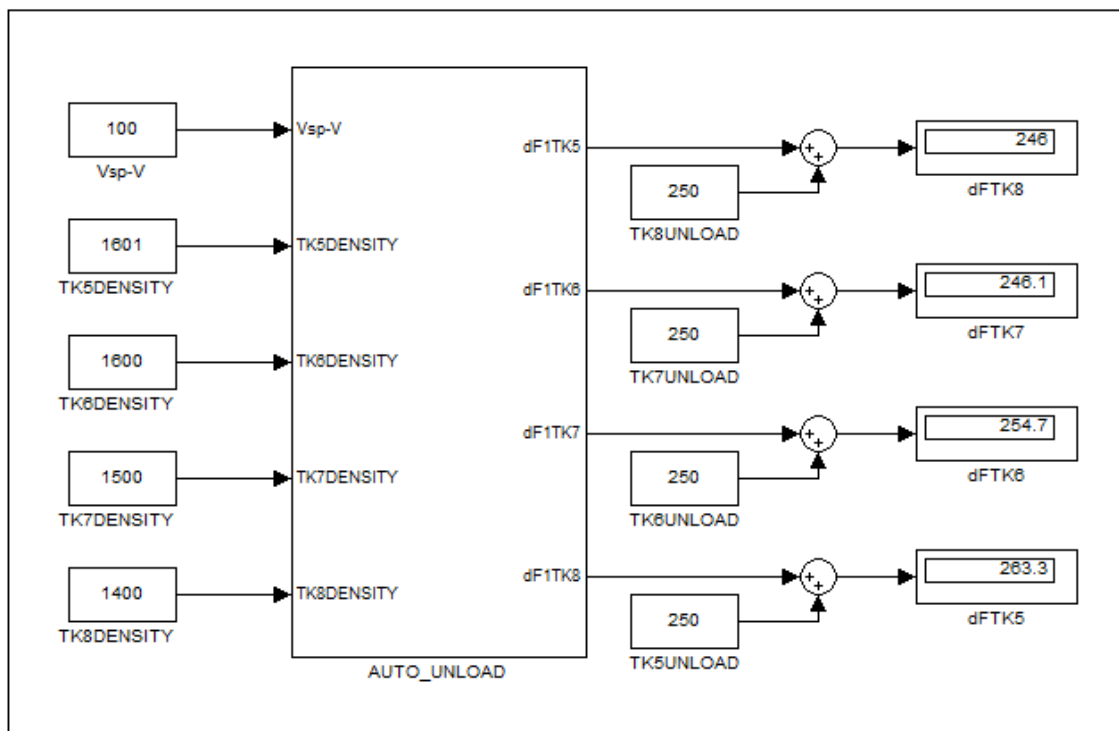 100
Vsp-V
1601
TK5DENSITY
1600
TK6DENSITY
1500
TK7DENSITY
1400
TK8DENSITY
Vsp-V
TK5DENSITY
TK6DENSITY
TK7DENSITY
TK8DENSITY
dF1TK5
dF1TK6
dF1TK7
dF1TK8
AUTO_UNLOAD
250
TK8UNLOAD
250
TK7UNLOAD
250
TK6UNLOAD
250
TK5UNLOAD
+
+
+
+
+
+
+
+
246
dFTK8
246.1
dFTK7
254.7
dFTK6
263.3
dFTK5